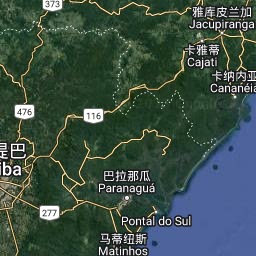 373
雅库皮兰加
Jacupiranga
卡雅蒂
Cajati
卡纳内亚
Cananéia
476
116
提巴
iba
巴拉那瓜
Paranaguá
277
Pontal do Sul
马蒂纽斯
Matinhos